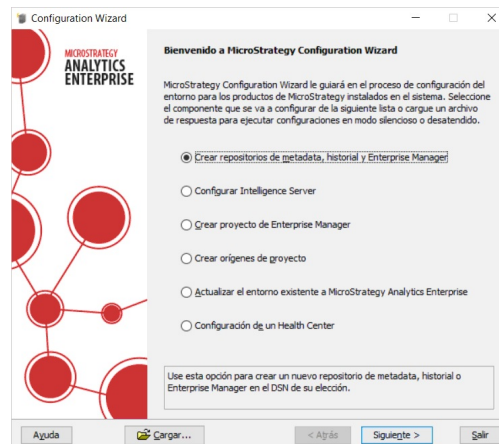 Configuration Wizard
MICROSTRATEGY
ANALYTICS
ENTERPRISE
Bienvenido a MicroStrategy Configuration Wizard
MicroStrategy Configuration Wizard le guiará en el proceso de configuración del
entorno para los productos de MicroStrategy instalados en el sistema. Seleccione
el componente que se va a configurar de la siguiente lista o cargue un archivo
de respuesta para ejecutar configuraciones en modo silencioso o desatendido.
Crear repositorios de metadata, historial y Enterprise Manager
Configurar Intelligence Server
Crear proyecto de Enterprise Manager
Crear orígenes de proyecto
Actualizar el entorno existente a MicroStrategy Analytics Enterprise
Configuración de un Health Center
Use esta opción para crear un nuevo repositorio de metadata, historial o
Enterprise Manager en el DSN de su elección.
Ayuda Cargar... < Atrás Siguiente > Salir